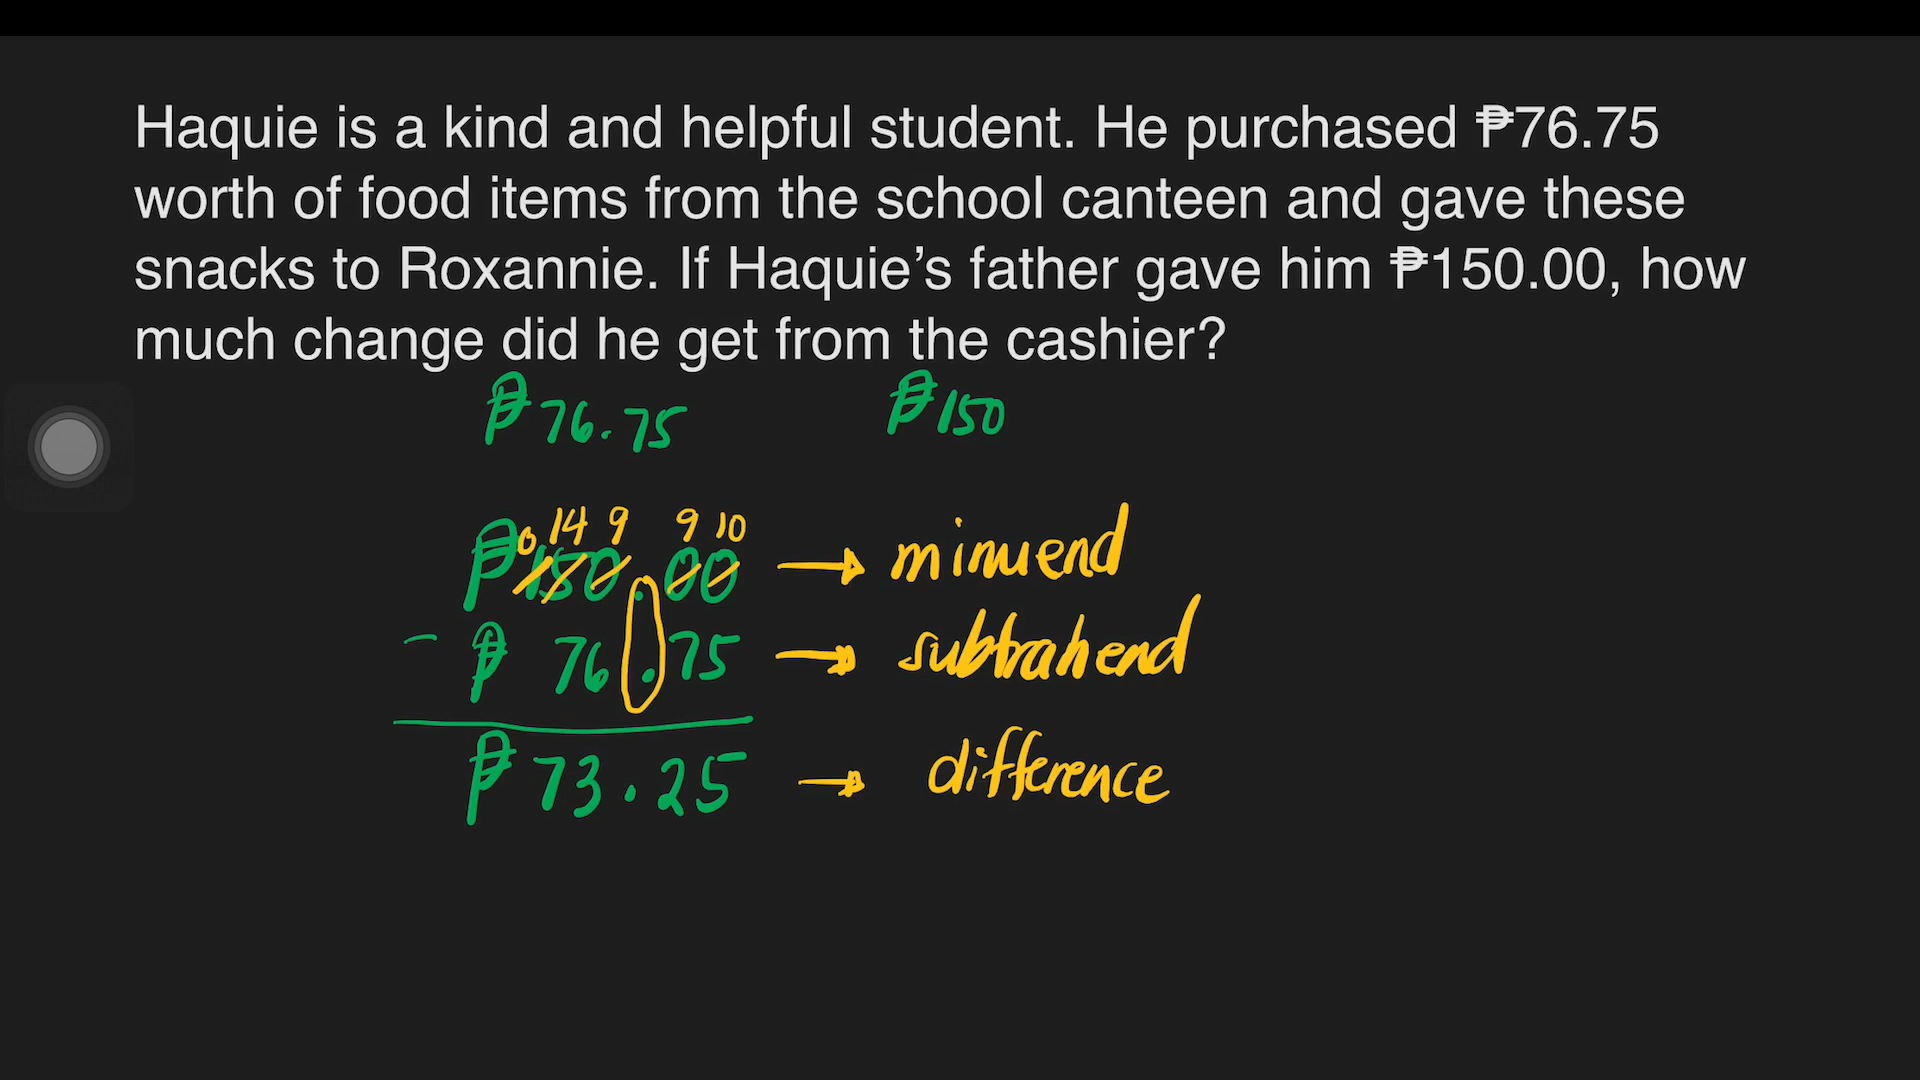 Haquie is a kind and helpful student. He purchased ₱76.75
worth of food items from the school canteen and gave these
snacks to Roxannie. If Haquie’s father gave him ₱150.00, how
much change did he get from the cashier?
₱76.75 ₱150
0 14 9 9 10
₱150.00 → minuend
- ₱ 76.75 → subtrahend
₱73.25 → difference